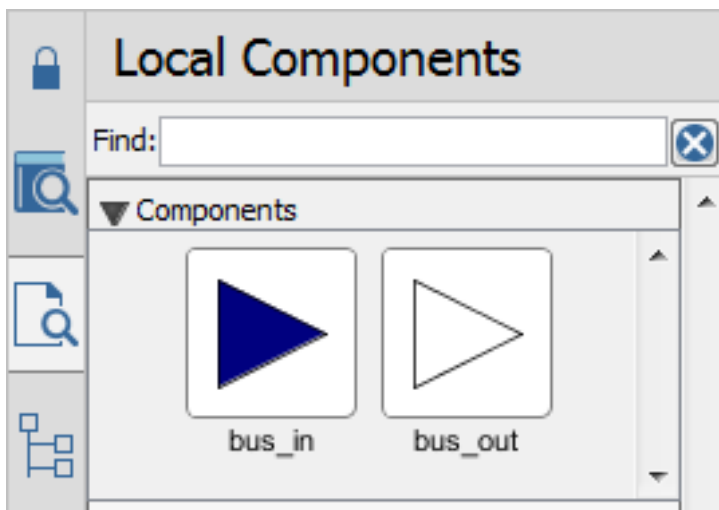 Local Components
Find:
Components
bus_in
bus_out